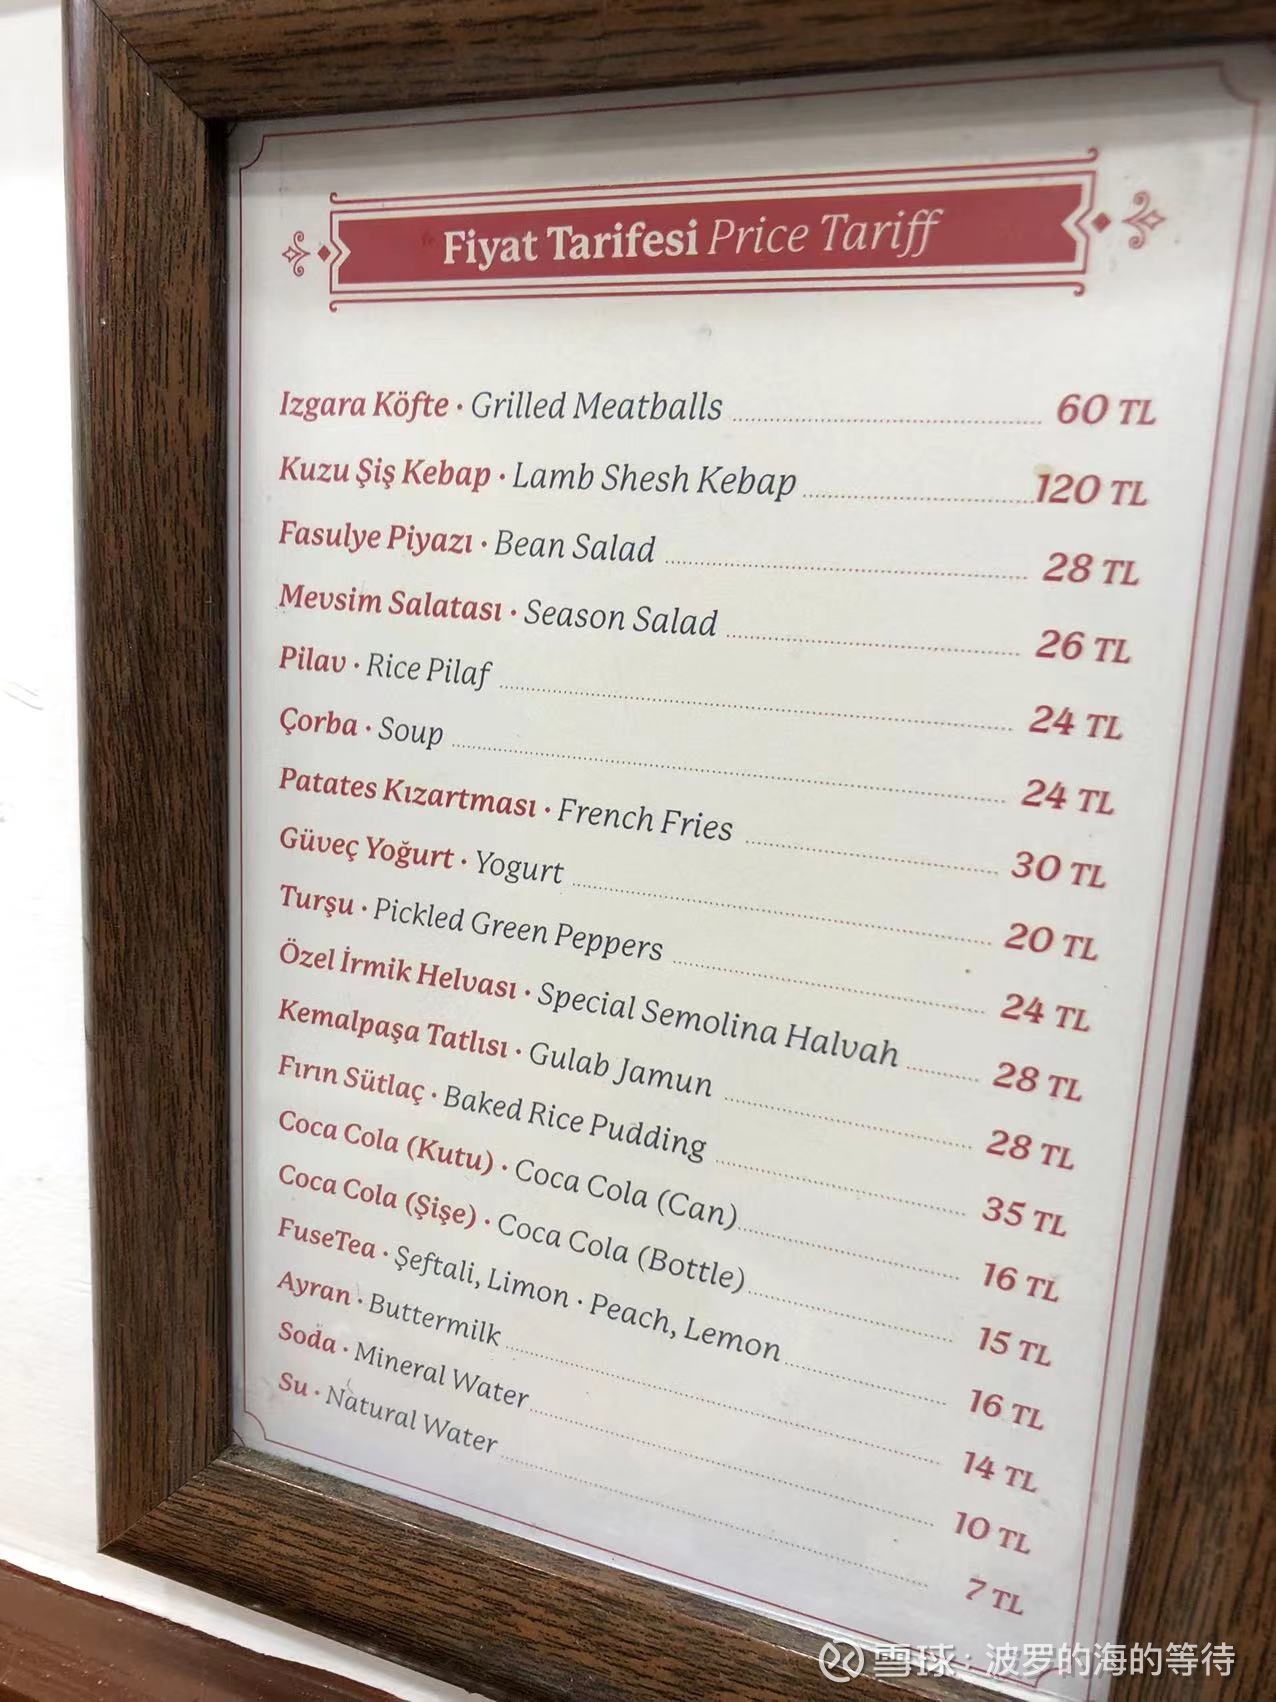 Fiyat Tarifesi Price Tariff
Izgara Köfte · Grilled Meatballs 60 TL
Kuzu Şiş Kebap · Lamb Shesh Kebap 120 TL
Fasulye Piyazı · Bean Salad 28 TL
Mevsim Salatası · Season Salad 26 TL
Pilav · Rice Pilaf 24 TL
Çorba · Soup 24 TL
Patates Kızartması · French Fries 30 TL
Güveç Yoğurt · Yogurt 20 TL
Turşu · Pickled Green Peppers 24 TL
Özel İrmik Helvası · Special Semolina Halvah 28 TL
Kemalpaşa Tatlısı · Gulab Jamun 28 TL
Fırın Sütlaç · Baked Rice Pudding 35 TL
Coca Cola (Kutu) · Coca Cola (Can) 16 TL
Coca Cola (Şişe) · Coca Cola (Bottle) 15 TL
FuseTea · Şeftali, Limon · Peach, Lemon 16 TL
Ayran · Buttermilk 14 TL
Soda · Mineral Water 10 TL
Su · Natural Water 7 TL
雪球：波罗的海的等待